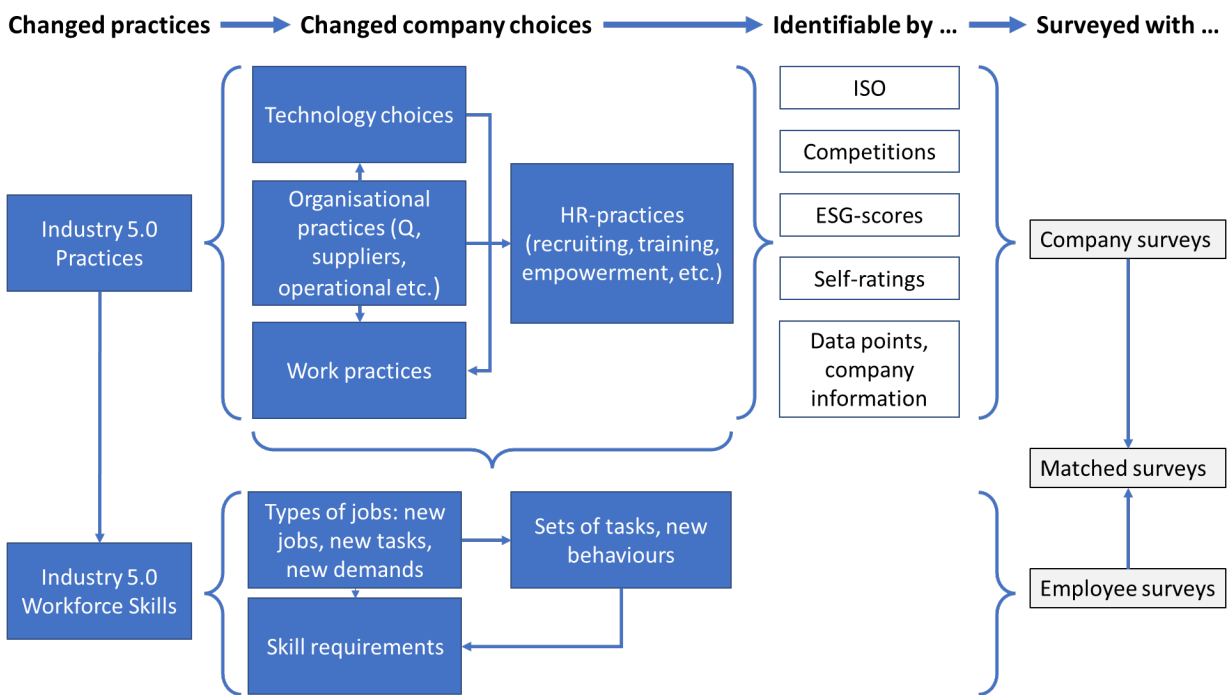 Changed practices
Changed company choices
Identifiable by ...
Surveyed with ...
Industry 5.0
Practices
Technology choices
Organisational
practices (Q,
suppliers,
operational etc.)
Work practices
HR-practices
(recruiting, training,
empowerment, etc.)
ISO
Competitions
ESG-scores
Self-ratings
Data points,
company
information
Company surveys
Matched surveys
Industry 5.0
Workforce Skills
Types of jobs: new
jobs, new tasks,
new demands
Sets of tasks, new
behaviours
Skill requirements
Employee surveys